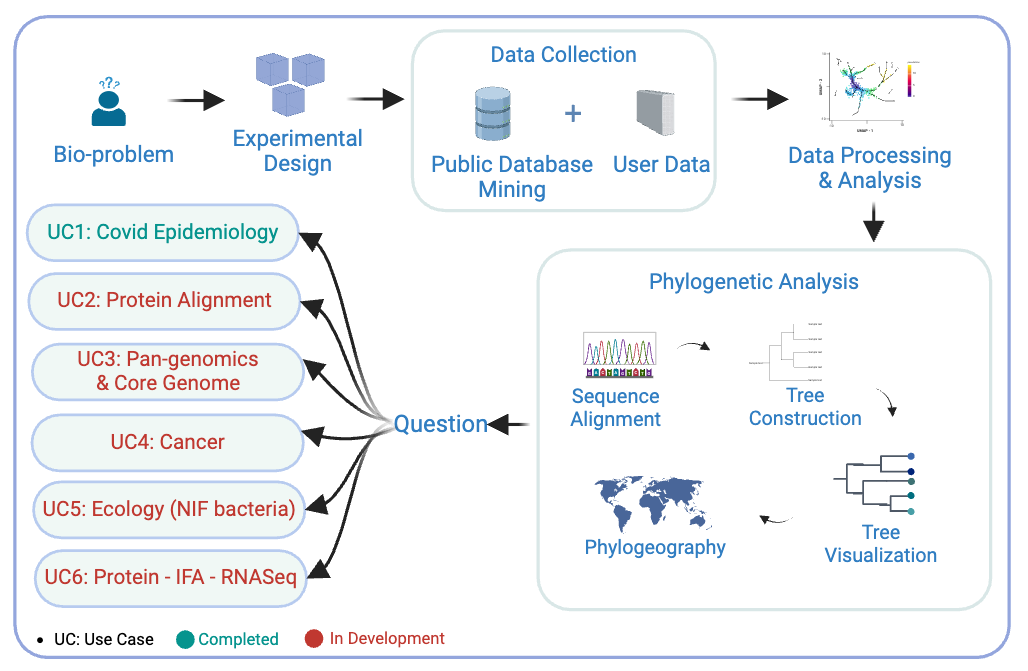 Data Collection
???
Bio-problem
Experimental
Design
+
Public Database
Mining
User Data
UMAP - 1
Data Processing
& Analysis
UC1: Covid Epidemiology
UC2: Protein Alignment
UC3: Pan-genomics
& Core Genome
UC4: Cancer
UC5: Ecology (NIF bacteria)
UC6: Protein - IFA - RNASeq
Question
Phylogenetic Analysis
Sequence
Alignment
Tree
Construction
Tree
Visualization
Phylogeography
• UC: Use Case
Completed
In Development